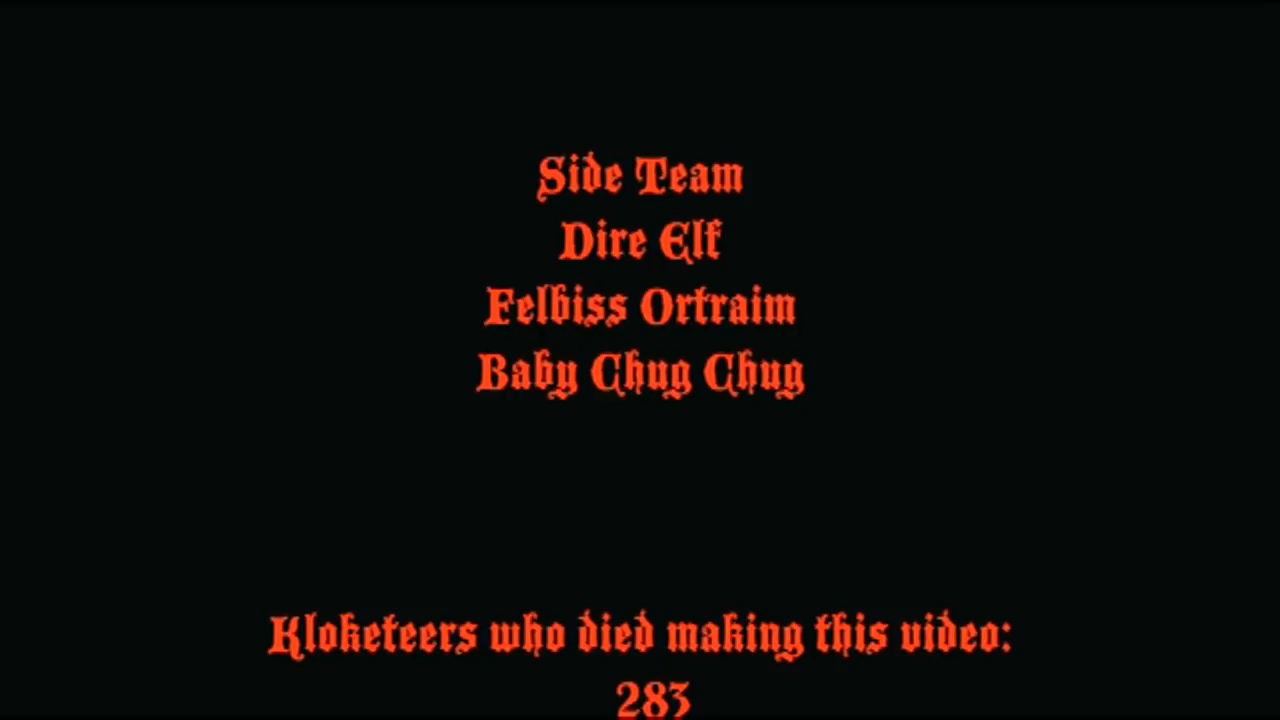 Side Team
Dire Elf
Felbiss Ortraim
Baby Chug Chug
Kloketeers who died making this video:
283